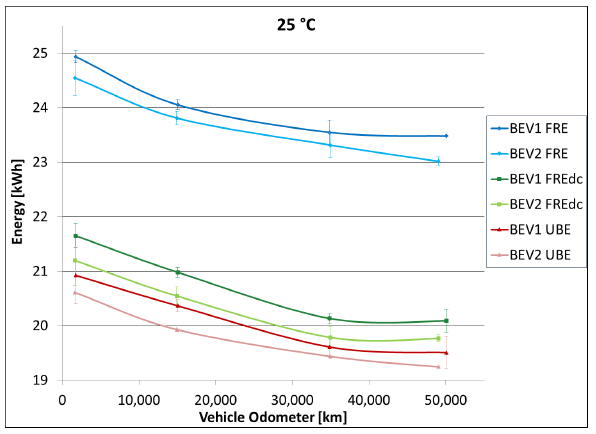 25 °C
25
24
23
22
21
20
19
Energy [kWh]
0
10,000
20,000
30,000
40,000
50,000
Vehicle Odometer [km]
BEV1 FRE
BEV2 FRE
BEV1 FREdc
BEV2 FREdc
BEV1 UBE
BEV2 UBE